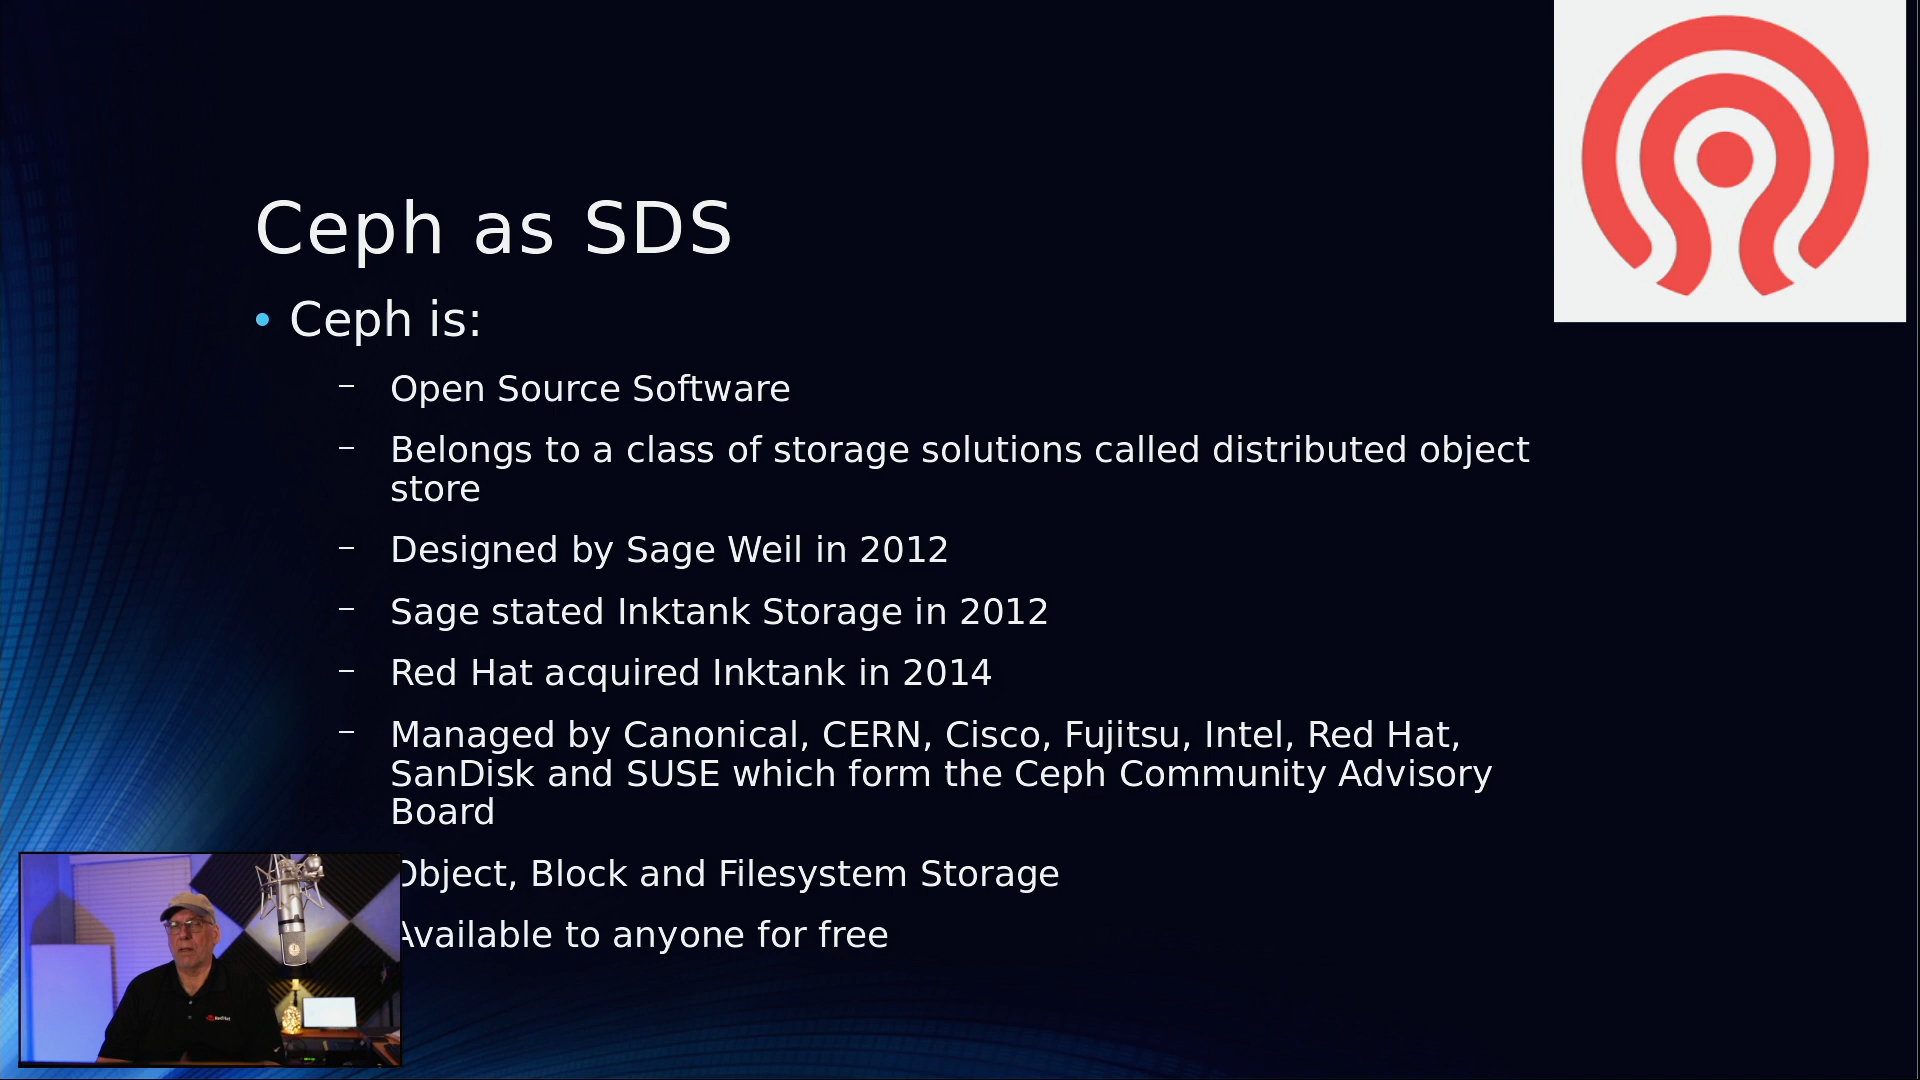 Ceph as SDS
• Ceph is:
– Open Source Software
– Belongs to a class of storage solutions called distributed object
store
– Designed by Sage Weil in 2012
– Sage stated Inktank Storage in 2012
– Red Hat acquired Inktank in 2014
– Managed by Canonical, CERN, Cisco, Fujitsu, Intel, Red Hat,
SanDisk and SUSE which form the Ceph Community Advisory
Board
Object, Block and Filesystem Storage
Available to anyone for free
RedHat